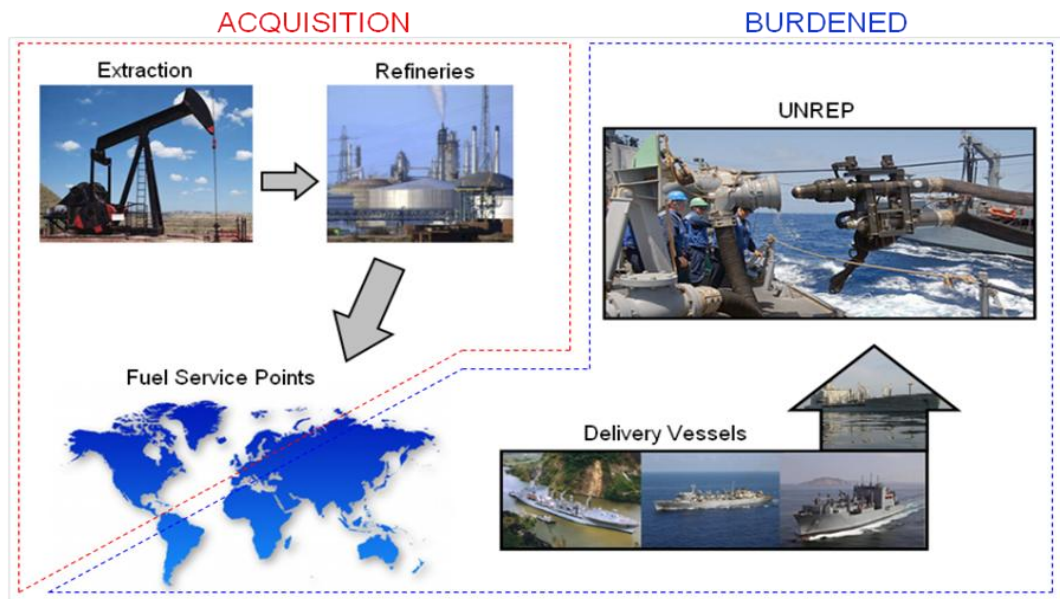 ACQUISITION
BURDENED
Extraction
Refineries
UNREP
Fuel Service Points
Delivery Vessels